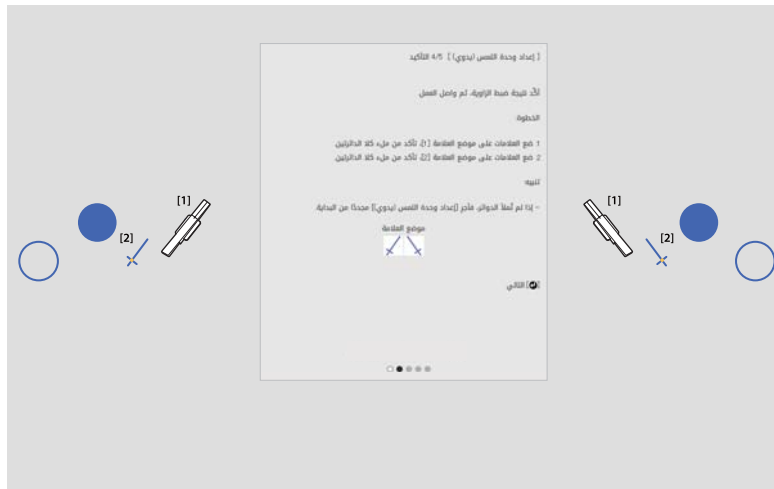 [ إعداد وحدة اللمس (يدوي) ] 4/5 التأكيد
أكّد نتيجة ضبط الزاوية، ثم واصل العمل.
الخطوة:
1 ضع العلامات على موضع العلامة [1]، تأكد من ملء كلا الدائرتين.
2 ضع العلامات على موضع العلامة [2]، تأكد من ملء كلا الدائرتين.
تنبيه
- إذا لم تُملأ الدوائر، فأجرِ [إعداد وحدة اللمس (يدوي)] مجددًا من البداية.
موضع العلامة
[1]
[2]
[1]
[2]
[ ] التالي